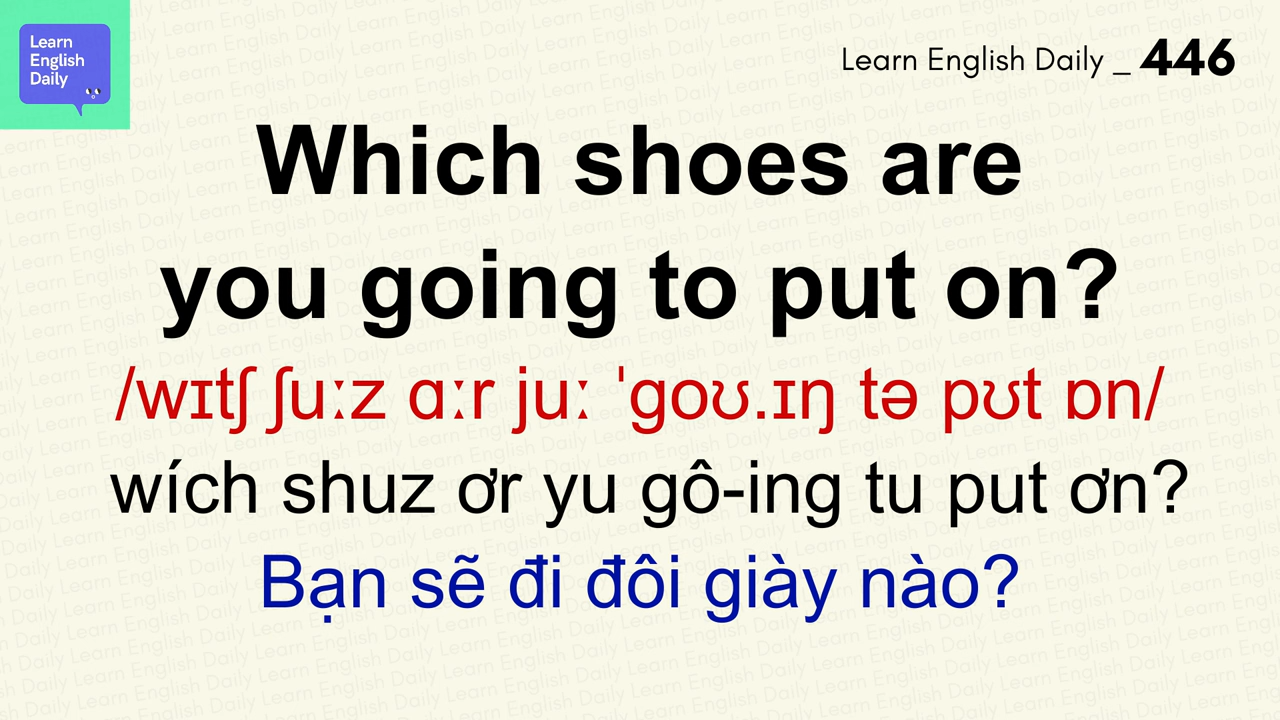 Learn
English
Daily
Learn English Daily _ 446
Which shoes are
you going to put on?
/wɪtʃ ʃuːz ɑːr juː ˈɡoʊ.ɪŋ tə pʊt ɒn/
wích shuz ơr yu gô-ing tu put ơn?
Bạn sẽ đi đôi giày nào?